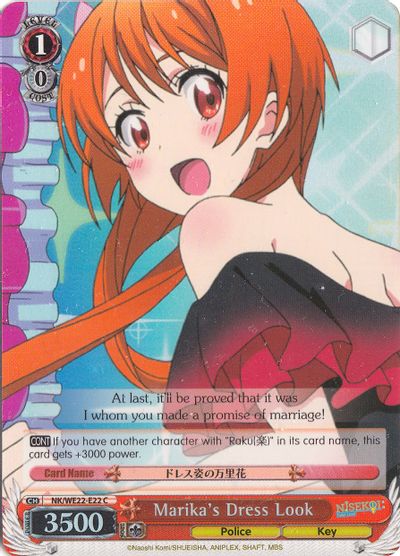 LEVEL
1
0
COST
At last, it'll be proved that it was
I whom you made a promise of marriage!
CONT If you have another character with "Raku(楽)" in its card name, this
card gets +3000 power.
Card Name ドレス姿の万里花
CH NK/WE22-E22 C
3500 Marika's Dress Look NISEKOI:
Police Key
©Naoshi Komi/SHUEISHA, ANIPLEX, SHAFT, MBS